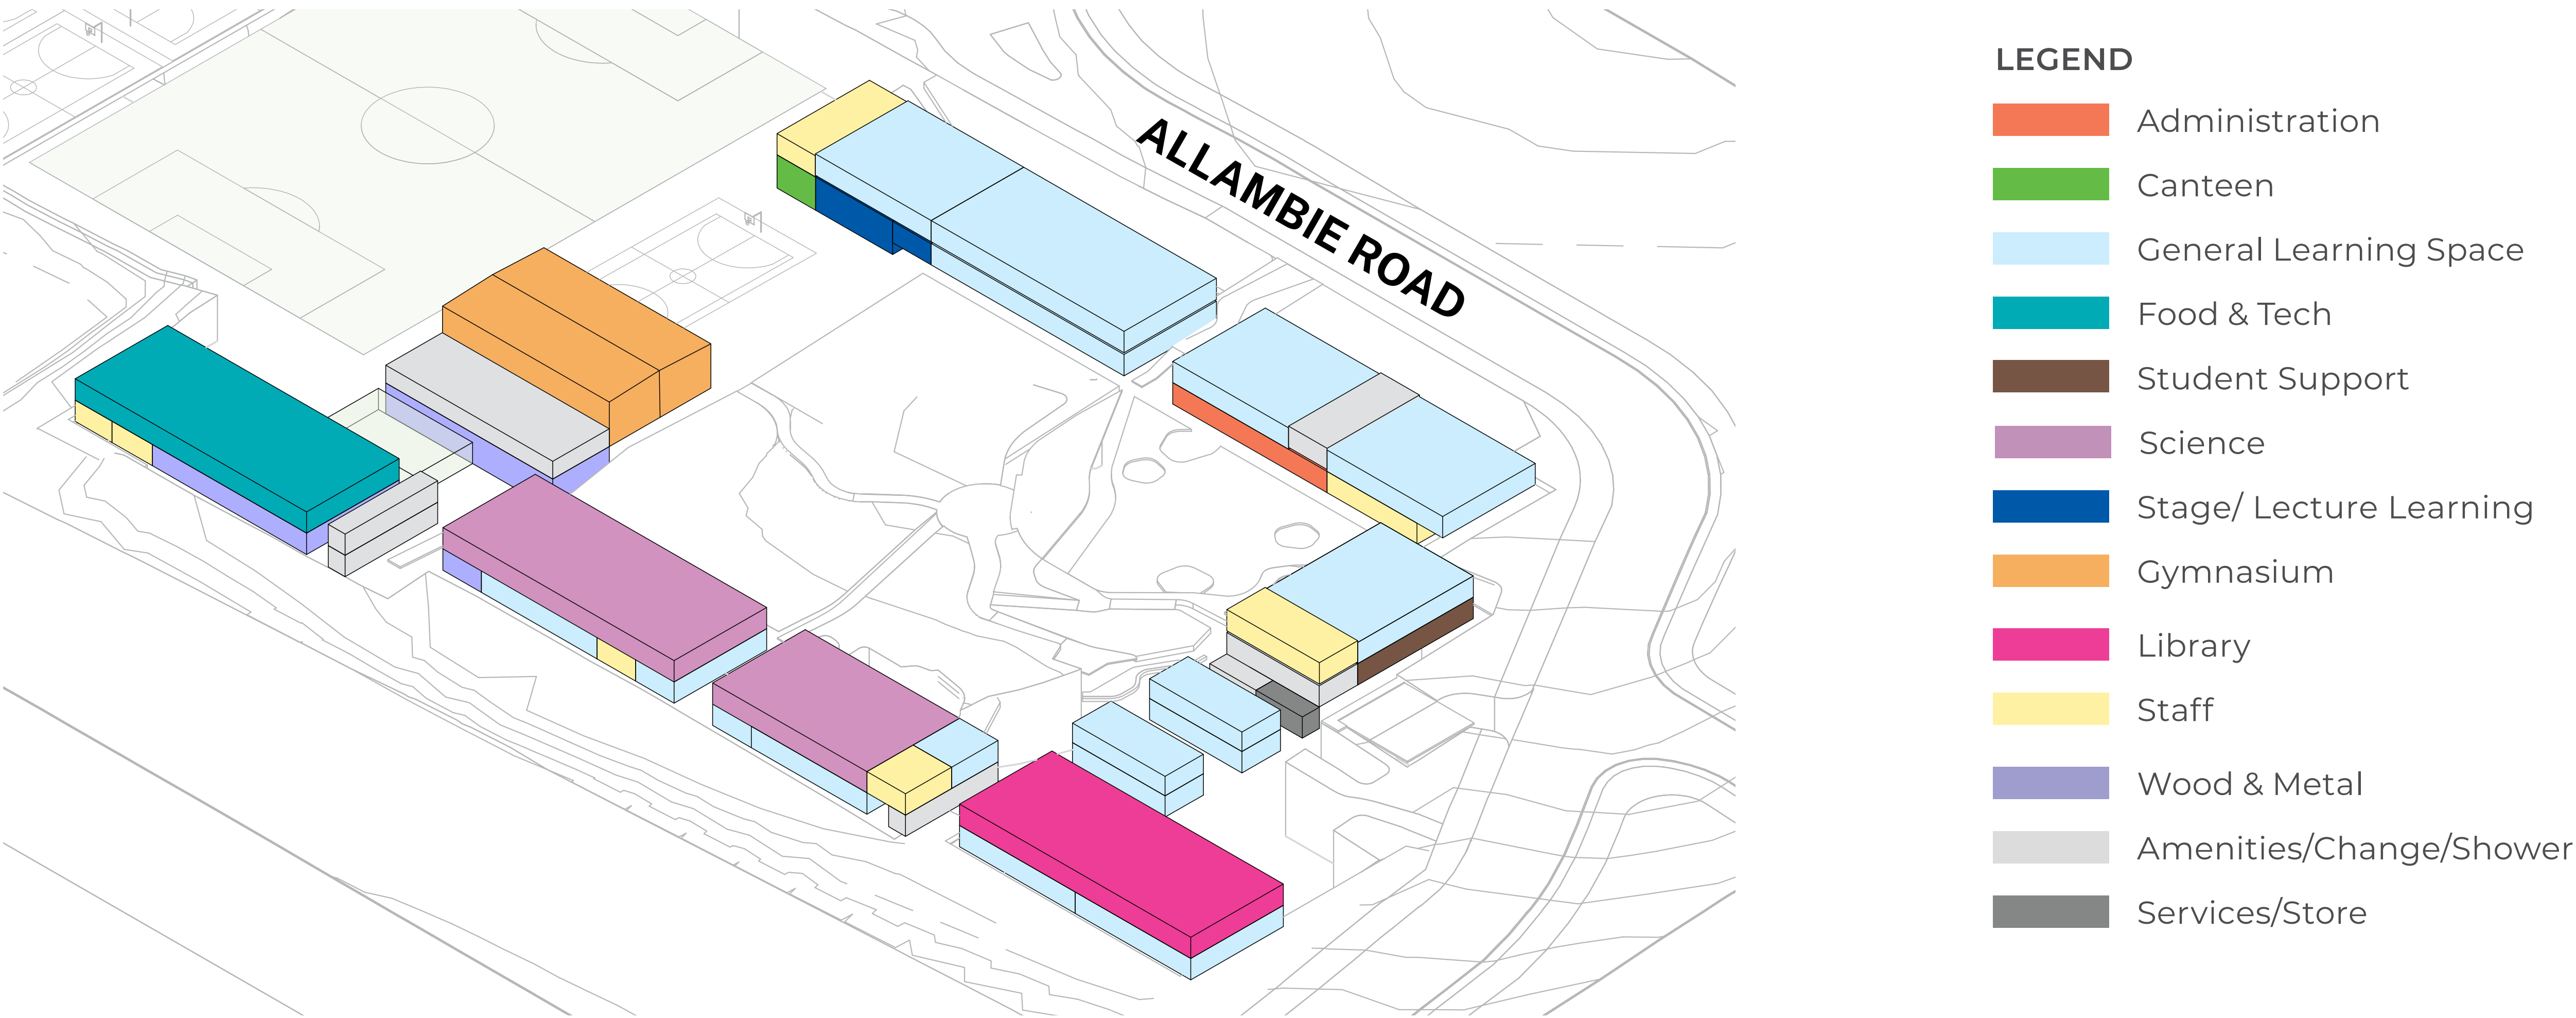 ALLAMBIE ROAD
LEGEND
Administration
Canteen
General Learning Space
Food & Tech
Student Support
Science
Stage/ Lecture Learning
Gymnasium
Library
Staff
Wood & Metal
Amenities/Change/Shower
Services/Store